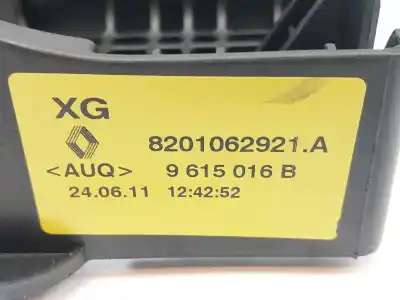 XG
8201062921.A
<AUQ> 9 615 016 B
24.06.11 12:42:52